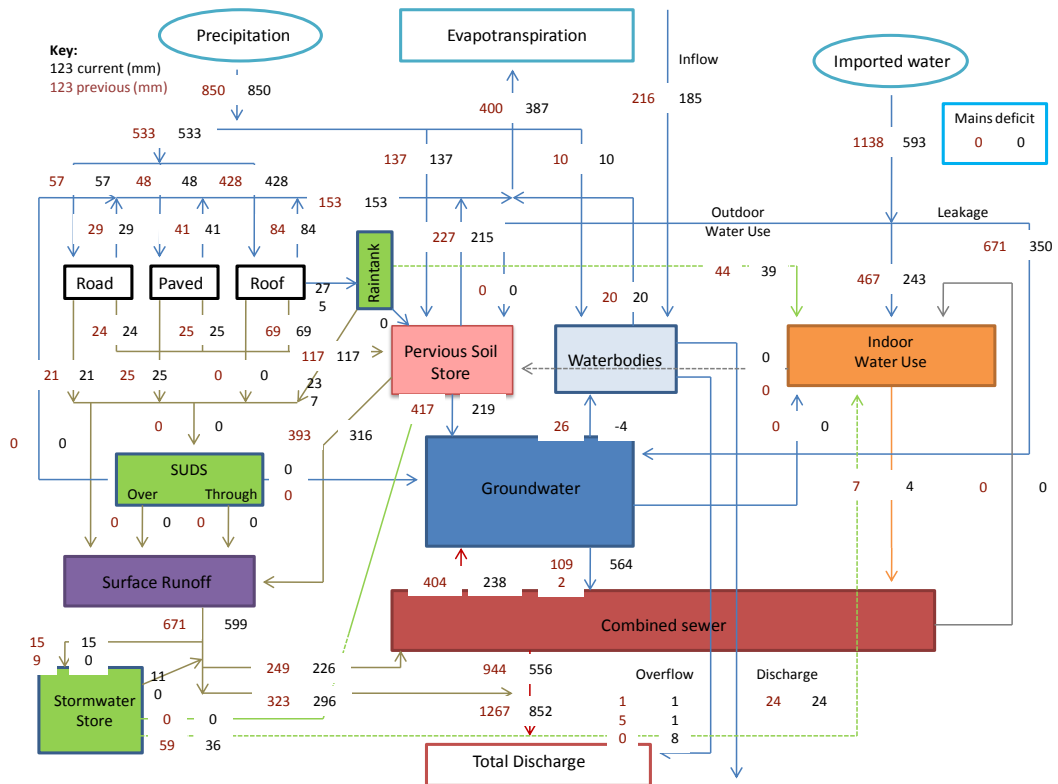 Precipitation
Evapotranspiration
Inflow
Imported water
Key:
123 current (mm)
123 previous (mm)
850 850
400 387
216 185
Mains deficit
0 0
1138 593
533 533
137 137
10 10
57 57 48 48 428 428
153 153
Outdoor
Water Use
Leakage
29 29 41 41 84 84
227 215
671 350
Raintank
44 39
467 243
Road
Paved
Roof
27
5
0 0
20 20
0
24 24 25 25 69 69
117 117
Pervious Soil
Store
Waterbodies
Indoor
Water Use
0
0
21 21 25 25 0 0
23
7
417 219
0 0
0 0
393 316
26 -4
0 0
SUDS
Over Through
0
0
Groundwater
7 4
0 0
0 0 0 0
Surface Runoff
109
2
564
404 238
671 599
Combined sewer
15
9
15
0
249 226
944 556
Overflow
Discharge
11
0
Stormwater
Store
323 296
1267 852
1
5
0
1
1
8
24 24
0 0
59 36
Total Discharge